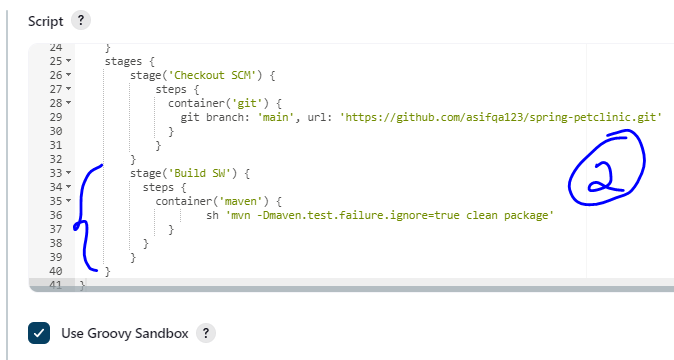 Script ?
24 }
25 stages {
26 stage('Checkout SCM') {
27 steps {
28 container('git') {
29 git branch: 'main', url: 'https://github.com/asifqa123/spring-petclinic.git'
30 }
31 }
32 }
33 stage('Build SW') {
34 steps {
35 container('maven') {
36 sh 'mvn -Dmaven.test.failure.ignore=true clean package'
37 }
38 }
39 }
40 }
41 }
2
Use Groovy Sandbox ?